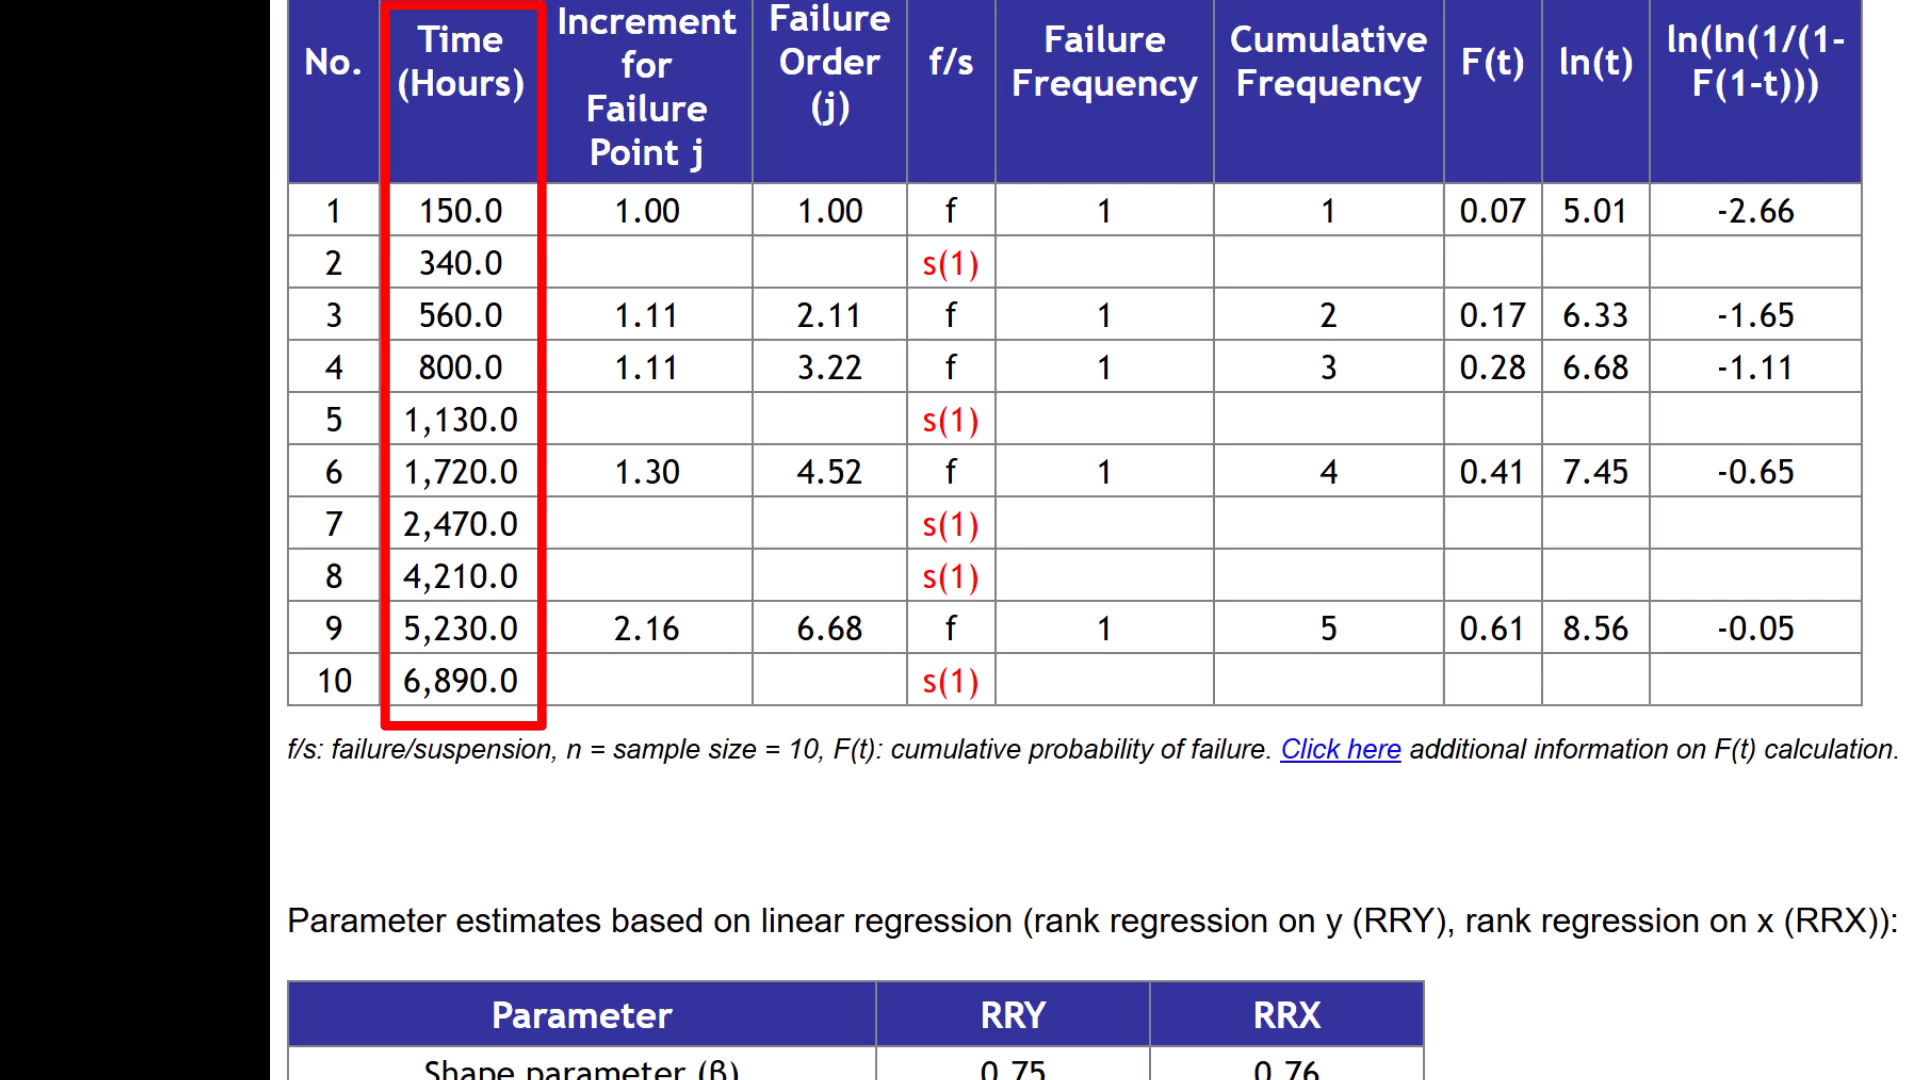 No. Time (Hours) Increment for Failure Point j Failure Order (j) f/s Failure Frequency Cumulative Frequency F(t) ln(t) ln(ln(1/(1-F(1-t)))
1 150.0 1.00 1.00 f 1 1 0.07 5.01 -2.66
2 340.0 s(1)
3 560.0 1.11 2.11 f 1 2 0.17 6.33 -1.65
4 800.0 1.11 3.22 f 1 3 0.28 6.68 -1.11
5 1,130.0 s(1)
6 1,720.0 1.30 4.52 f 1 4 0.41 7.45 -0.65
7 2,470.0 s(1)
8 4,210.0 s(1)
9 5,230.0 2.16 6.68 f 1 5 0.61 8.56 -0.05
10 6,890.0 s(1)
f/s: failure/suspension, n = sample size = 10, F(t): cumulative probability of failure. Click here additional information on F(t) calculation.
Parameter estimates based on linear regression (rank regression on y (RRY), rank regression on x (RRX)):
Parameter RRY RRX
Shape parameter (β) 0.75 0.76